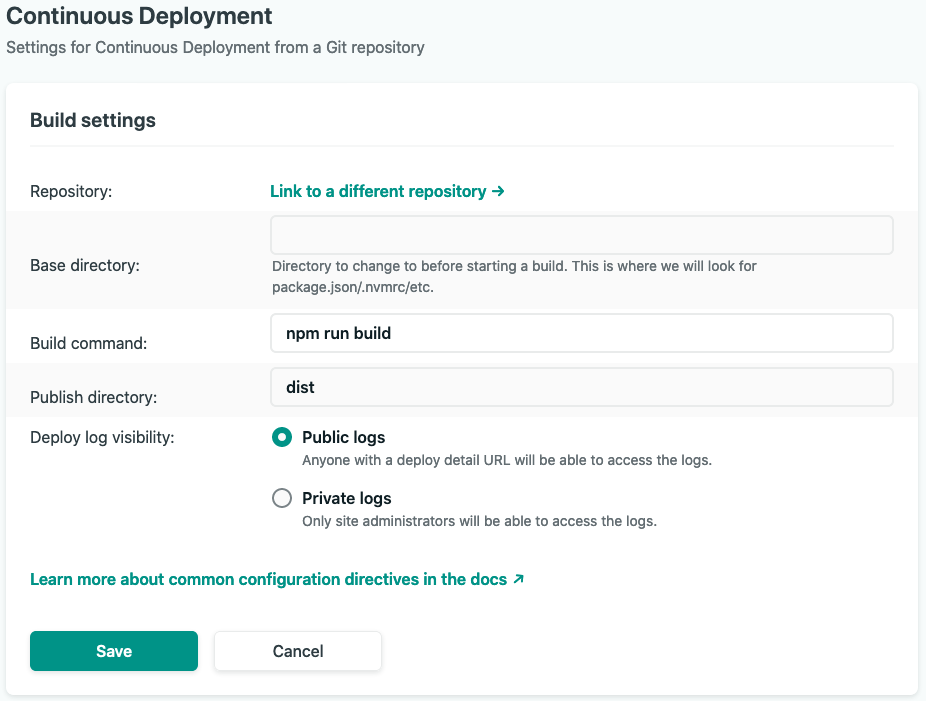 Continuous Deployment
Settings for Continuous Deployment from a Git repository
Build settings
Repository:
Link to a different repository →
Base directory:
Directory to change to before starting a build. This is where we will look for
package.json/.nvmrc/etc.
Build command:
npm run build
Publish directory:
dist
Deploy log visibility:
Public logs
Anyone with a deploy detail URL will be able to access the logs.
Private logs
Only site administrators will be able to access the logs.
Learn more about common configuration directives in the docs ↗
Save
Cancel